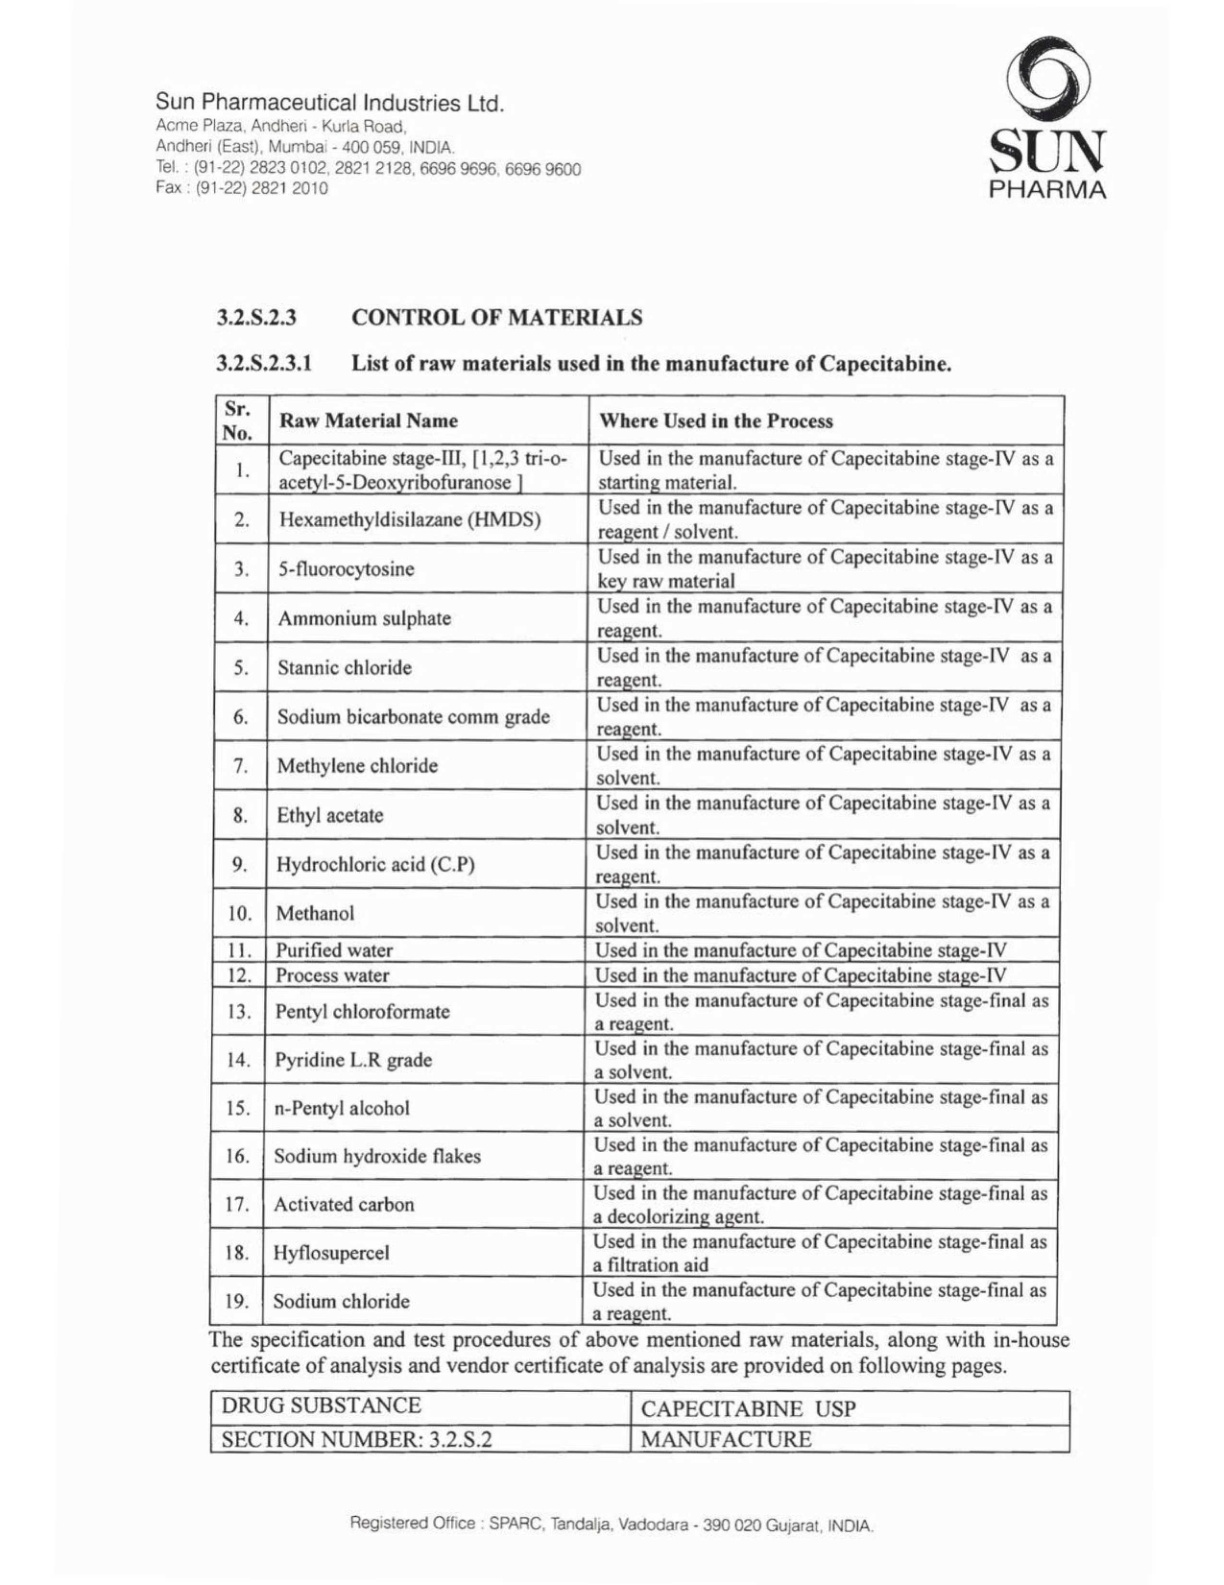 Sun Pharmaceutical Industries Ltd.
Acme Plaza, Andheri - Kurla Road,
Andheri (East), Mumbai - 400 059, INDIA.
Tel. : (91-22) 2823 0102, 2821 2128, 6696 9696, 6696 9600
Fax : (91-22) 2821 2010
SUN
PHARMA
3.2.S.2.3 CONTROL OF MATERIALS
3.2.S.2.3.1 List of raw materials used in the manufacture of Capecitabine.
Sr.
No.
Raw Material Name
Where Used in the Process
1.
Capecitabine stage-III, [1,2,3 tri-o-
acetyl-5-Deoxyribofuranose ]
Used in the manufacture of Capecitabine stage-IV as a
starting material.
2.
Hexamethyldisilazane (HMDS)
Used in the manufacture of Capecitabine stage-IV as a
reagent / solvent.
3.
5-fluorocytosine
Used in the manufacture of Capecitabine stage-IV as a
key raw material
4.
Ammonium sulphate
Used in the manufacture of Capecitabine stage-IV as a
reagent.
5.
Stannic chloride
Used in the manufacture of Capecitabine stage-IV as a
reagent.
6.
Sodium bicarbonate comm grade
Used in the manufacture of Capecitabine stage-IV as a
reagent.
7.
Methylene chloride
Used in the manufacture of Capecitabine stage-IV as a
solvent.
8.
Ethyl acetate
Used in the manufacture of Capecitabine stage-IV as a
solvent.
9.
Hydrochloric acid (C.P)
Used in the manufacture of Capecitabine stage-IV as a
reagent.
10.
Methanol
Used in the manufacture of Capecitabine stage-IV as a
solvent.
11.
Purified water
Used in the manufacture of Capecitabine stage-IV
12.
Process water
Used in the manufacture of Capecitabine stage-IV
13.
Pentyl chloroformate
Used in the manufacture of Capecitabine stage-final as
a reagent.
14.
Pyridine L.R grade
Used in the manufacture of Capecitabine stage-final as
a solvent.
15.
n-Pentyl alcohol
Used in the manufacture of Capecitabine stage-final as
a solvent.
16.
Sodium hydroxide flakes
Used in the manufacture of Capecitabine stage-final as
a reagent.
17.
Activated carbon
Used in the manufacture of Capecitabine stage-final as
a decolorizing agent.
18.
Hyflosupercel
Used in the manufacture of Capecitabine stage-final as
a filtration aid
19.
Sodium chloride
Used in the manufacture of Capecitabine stage-final as
a reagent.
The specification and test procedures of above mentioned raw materials, along with in-house
certificate of analysis and vendor certificate of analysis are provided on following pages.
DRUG SUBSTANCE
CAPECITABINE USP
SECTION NUMBER: 3.2.S.2
MANUFACTURE
Registered Office : SPARC, Tandalja, Vadodara - 390 020 Gujarat, INDIA.